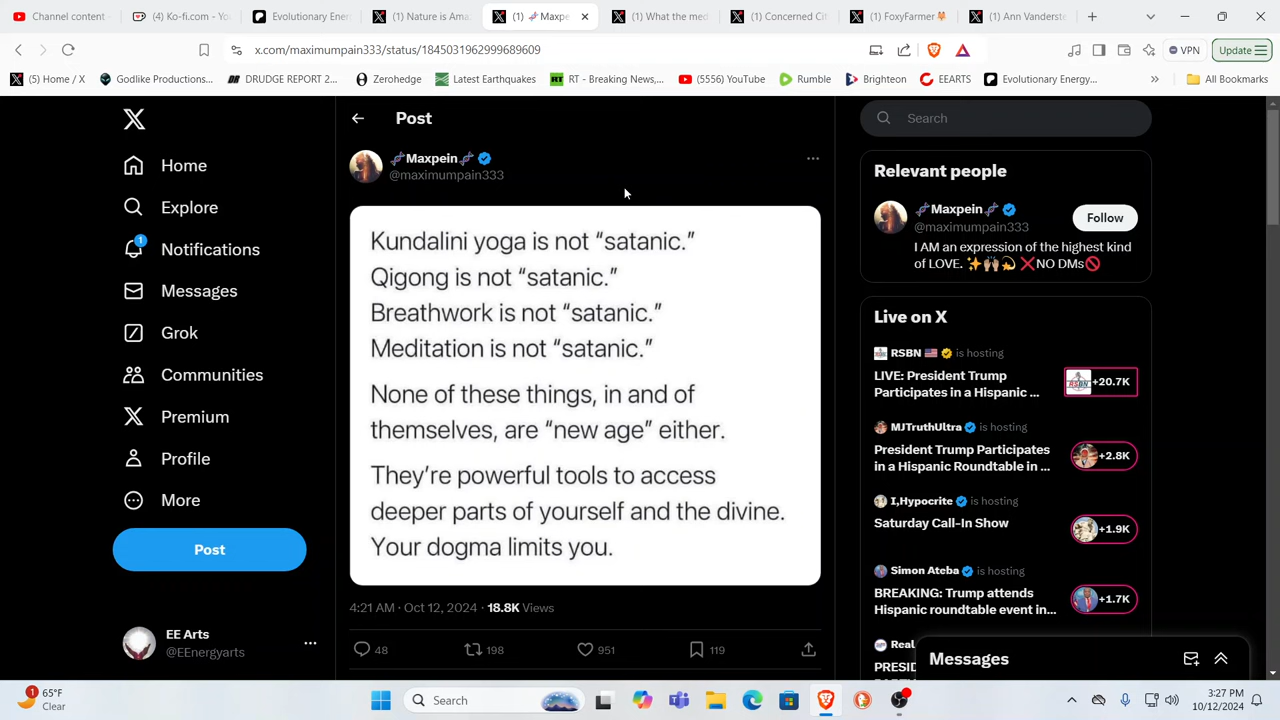 (1) Channel content
(4) Ko-fi.com - Yo
Evolutionary Ener
(1) Nature is Ama
(1) 🧬Maxpe
(1) What the med
(1) Concerned Cit
(1) FoxyFarmer 🦊
(1) Ann Vanderste
x.com/maximumpain333/status/1845031962999689609
VPN
Update
(5) Home / X
Godlike Productions...
DRUDGE REPORT 2...
Zerohedge
Latest Earthquakes
RT - Breaking News,...
(5556) YouTube
Rumble
Brighteon
EEARTS
Evolutionary Energy...
All Bookmarks
Home
Explore
1
Notifications
Messages
Grok
Communities
Premium
Profile
More
Post
EE Arts
@EEnergyarts
Post
🧬Maxpein🧬
@maximumpain333
Kundalini yoga is not “satanic.”
Qigong is not “satanic.”
Breathwork is not “satanic.”
Meditation is not “satanic.”
None of these things, in and of
themselves, are “new age” either.
They’re powerful tools to access
deeper parts of yourself and the divine.
Your dogma limits you.
4:21 AM · Oct 12, 2024 · 18.8K Views
48 198 951 119
Search
Relevant people
🧬Maxpein🧬
@maximumpain333
Follow
I AM an expression of the highest kind
of LOVE. ✨🙌🏼💫 ❌NO DMs🚫
Live on X
RSBN 🇺🇸 is hosting
LIVE: President Trump
Participates in a Hispanic ...
RSBN
+20.7K
MJTruthUltra is hosting
President Trump Participates
in a Hispanic Roundtable in ...
+2.8K
I,Hypocrite is hosting
Saturday Call-In Show
+1.9K
Simon Ateba is hosting
BREAKING: Trump attends
Hispanic roundtable event in...
+1.7K
Real
PRESI
Messages
1
65°F
Clear
Search
3:27 PM
10/12/2024